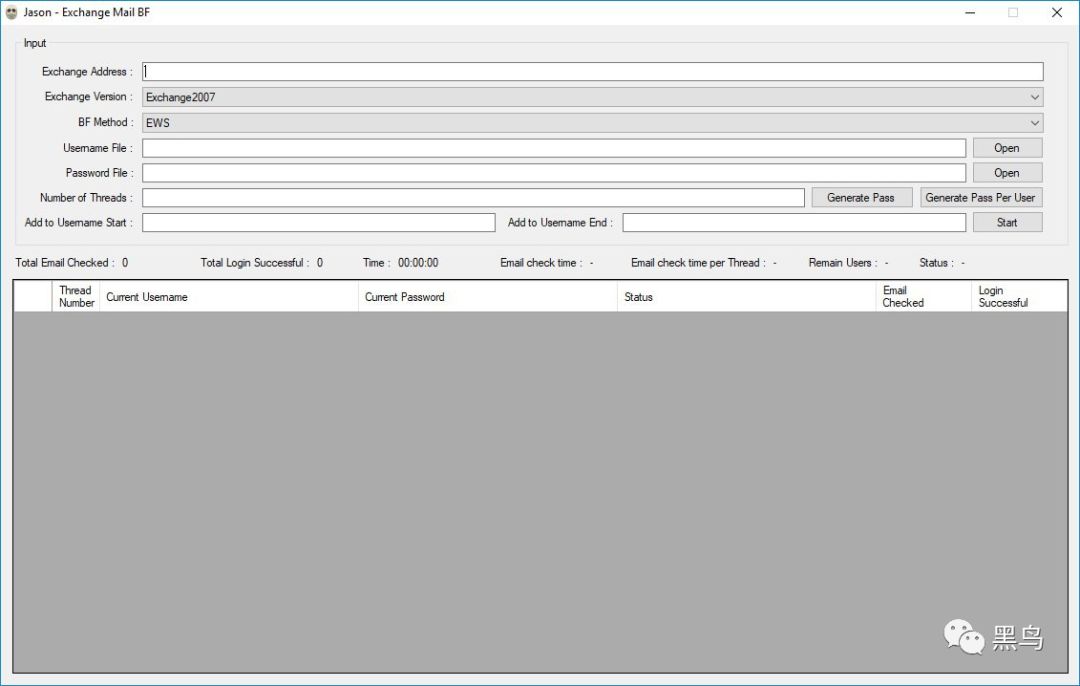 Jason - Exchange Mail BF
Input
Exchange Address :
Exchange Version : Exchange2007
BF Method : EWS
Username File : Open
Password File : Open
Number of Threads : Generate Pass Generate Pass Per User
Add to Username Start : Add to Username End : Start
Total Email Checked : 0 Total Login Successful : 0 Time : 00:00:00 Email check time : - Email check time per Thread : - Remain Users : - Status : -
Thread Number Current Username Current Password Status Email Checked Login Successful
黑鸟